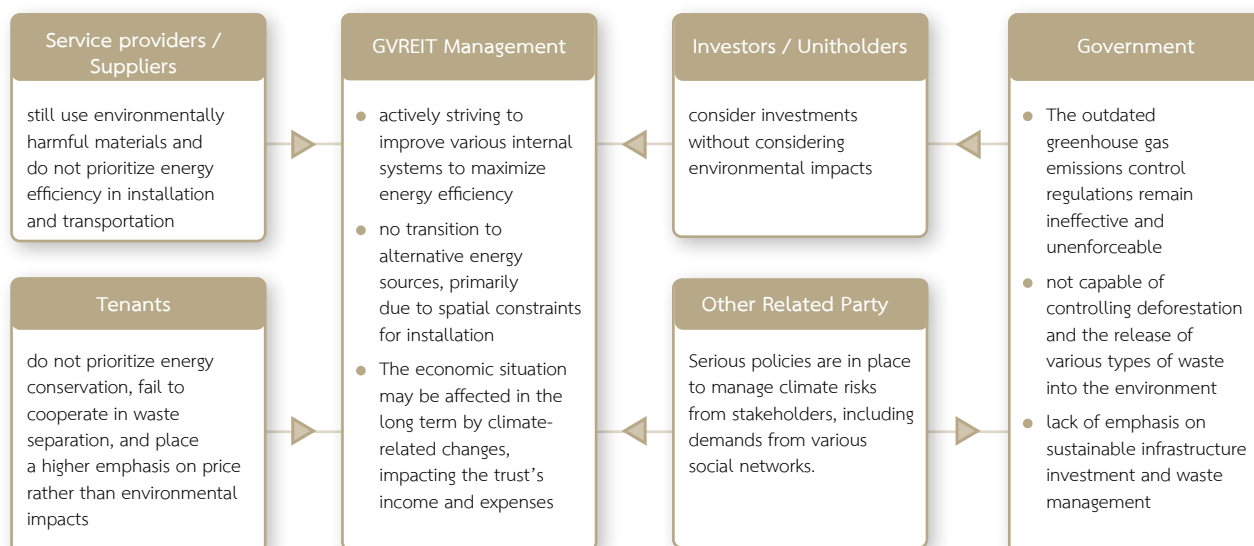 Service providers /
Suppliers
still use environmentally
harmful materials and
do not prioritize energy
efficiency in installation
and transportation
Tenants
do not prioritize energy
conservation, fail to
cooperate in waste
separation, and place
a higher emphasis on price
rather than environmental
impacts
GVREIT Management
• actively striving to
improve various internal
systems to maximize
energy efficiency
• no transition to
alternative energy
sources, primarily
due to spatial constraints
for installation
• The economic situation
may be affected in the
long term by climate-
related changes,
impacting the trust's
income and expenses
Investors / Unitholders
consider investments
without considering
environmental impacts
Other Related Party
Serious policies are in place
to manage climate risks
from stakeholders, including
demands from various
social networks.
Government
• The outdated
greenhouse gas
emissions control
regulations remain
ineffective and
unenforceable
• not capable of
controlling deforestation
and the release of
various types of waste
into the environment
• lack of emphasis on
sustainable infrastructure
investment and waste
management